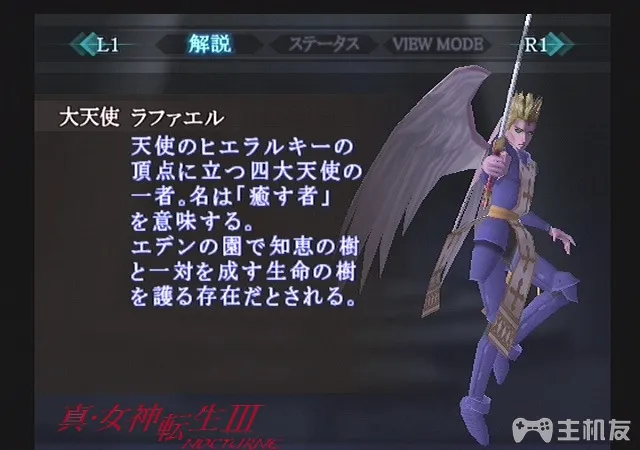 L1 解説 ステータス VIEW MODE R1
大天使 ラファエル
天使のヒエラルキーの
頂点に立つ四大天使の
一者。名は「癒す者」
を意味する。
エデンの園で知恵の樹
と一対を成す生命の樹
を護る存在だとされる。
真・女神転生III
NOCTURNE
主机友